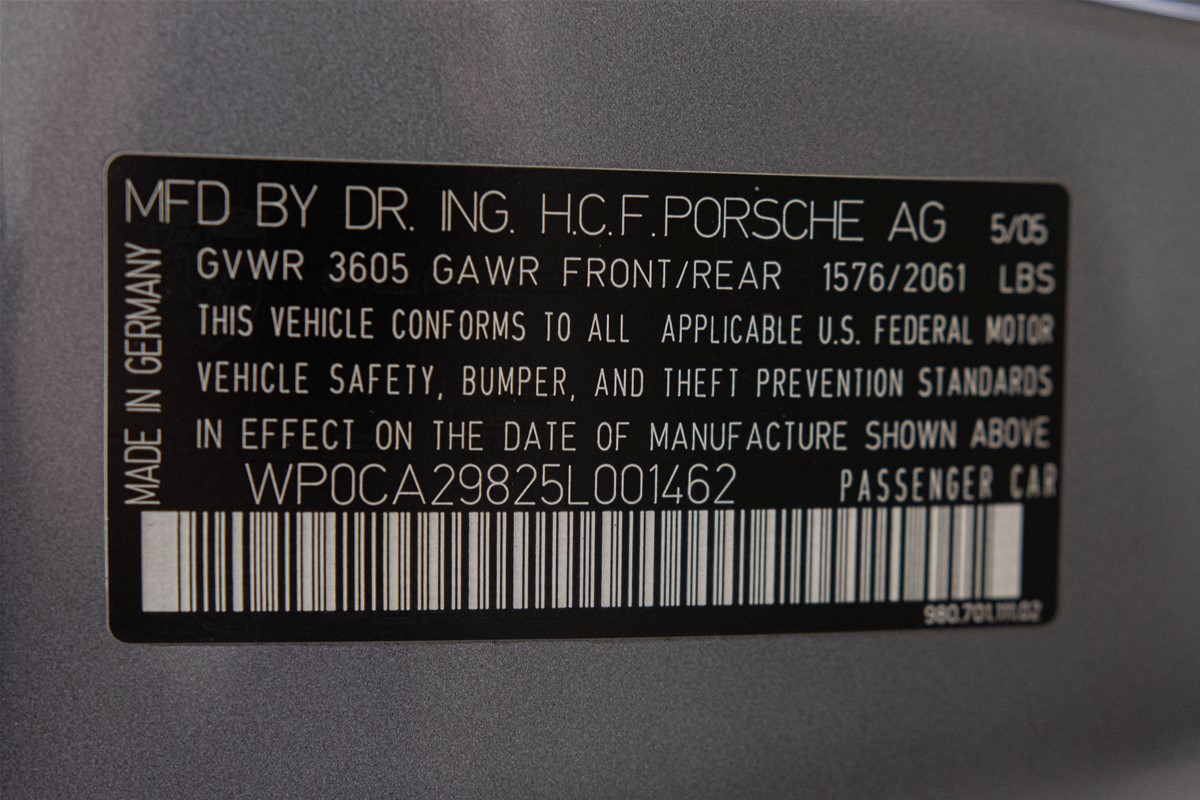 MFD BY DR. ING. H.C.F. PORSCHE AG 5/05
GVWR 3605 GAWR FRONT/REAR 1576/2061 LBS
THIS VEHICLE CONFORMS TO ALL APPLICABLE U.S. FEDERAL MOTOR
VEHICLE SAFETY, BUMPER, AND THEFT PREVENTION STANDARDS
IN EFFECT ON THE DATE OF MANUFACTURE SHOWN ABOVE
WP0CA29825L001462 PASSENGER CAR
980.701.111.02
MADE IN GERMANY